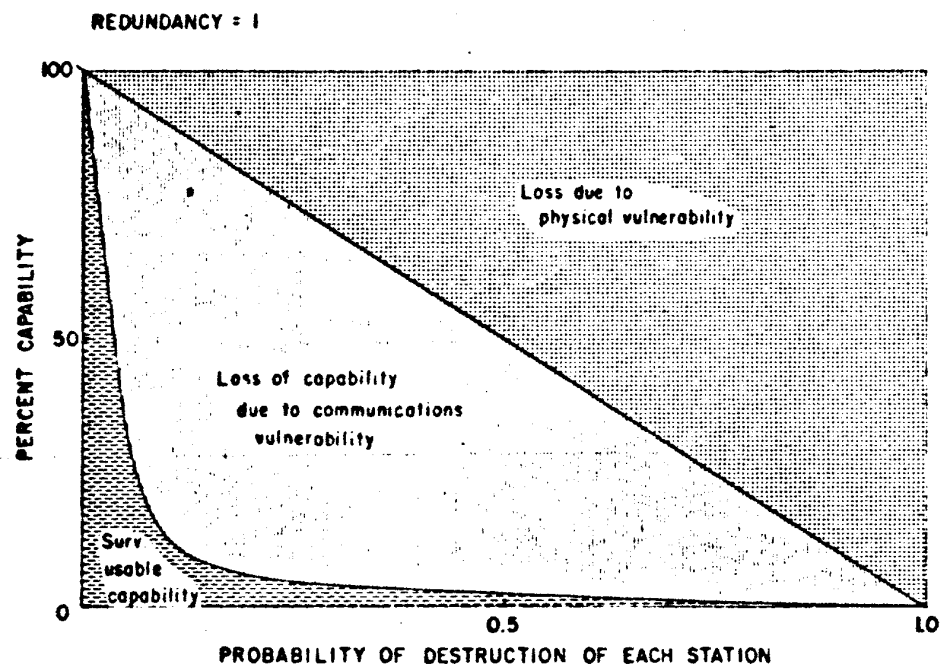 REDUNDANCY = 1
100
Loss due to
physical vulnerability
PERCENT CAPABILITY
50
Loss of capability
due to communications
vulnerability
Surv.
usable
capability
0
0.5
1.0
PROBABILITY OF DESTRUCTION OF EACH STATION